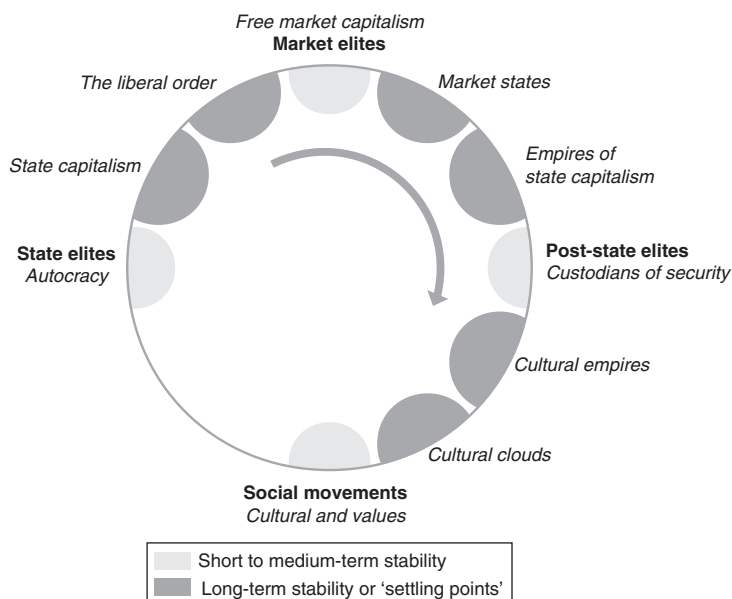 Free market capitalism
Market elites
The liberal order
Market states
State capitalism
Empires of
state capitalism
State elites
Autocracy
Post-state elites
Custodians of security
Cultural empires
Cultural clouds
Social movements
Cultural and values
Short to medium-term stability
Long-term stability or ‘settling points’